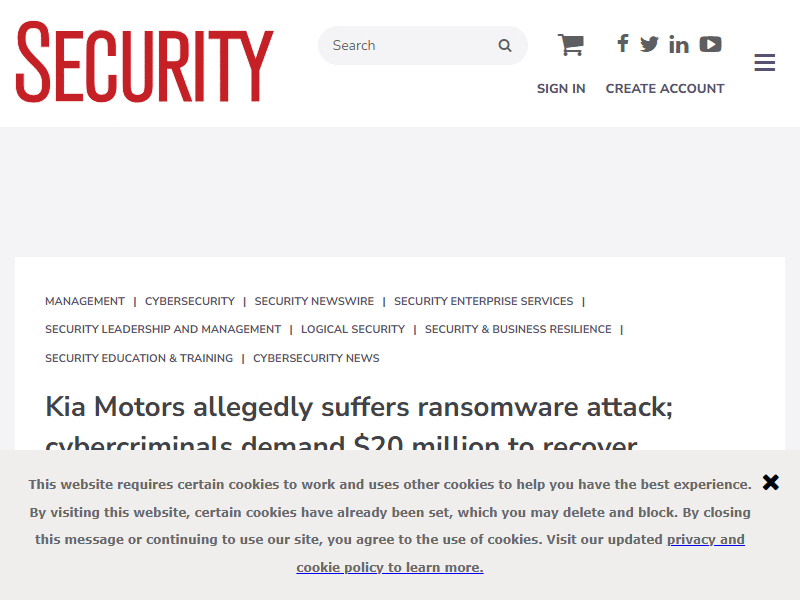 SECURITY
Search
SIGN IN CREATE ACCOUNT
MANAGEMENT | CYBERSECURITY | SECURITY NEWSWIRE | SECURITY ENTERPRISE SERVICES |
SECURITY LEADERSHIP AND MANAGEMENT | LOGICAL SECURITY | SECURITY & BUSINESS RESILIENCE |
SECURITY EDUCATION & TRAINING | CYBERSECURITY NEWS
Kia Motors allegedly suffers ransomware attack;
cybercriminals demand $20 million to recover
This website requires certain cookies to work and uses other cookies to help you have the best experience.
By visiting this website, certain cookies have already been set, which you may delete and block. By closing
this message or continuing to use our site, you agree to the use of cookies. Visit our updated privacy and
cookie policy to learn more.